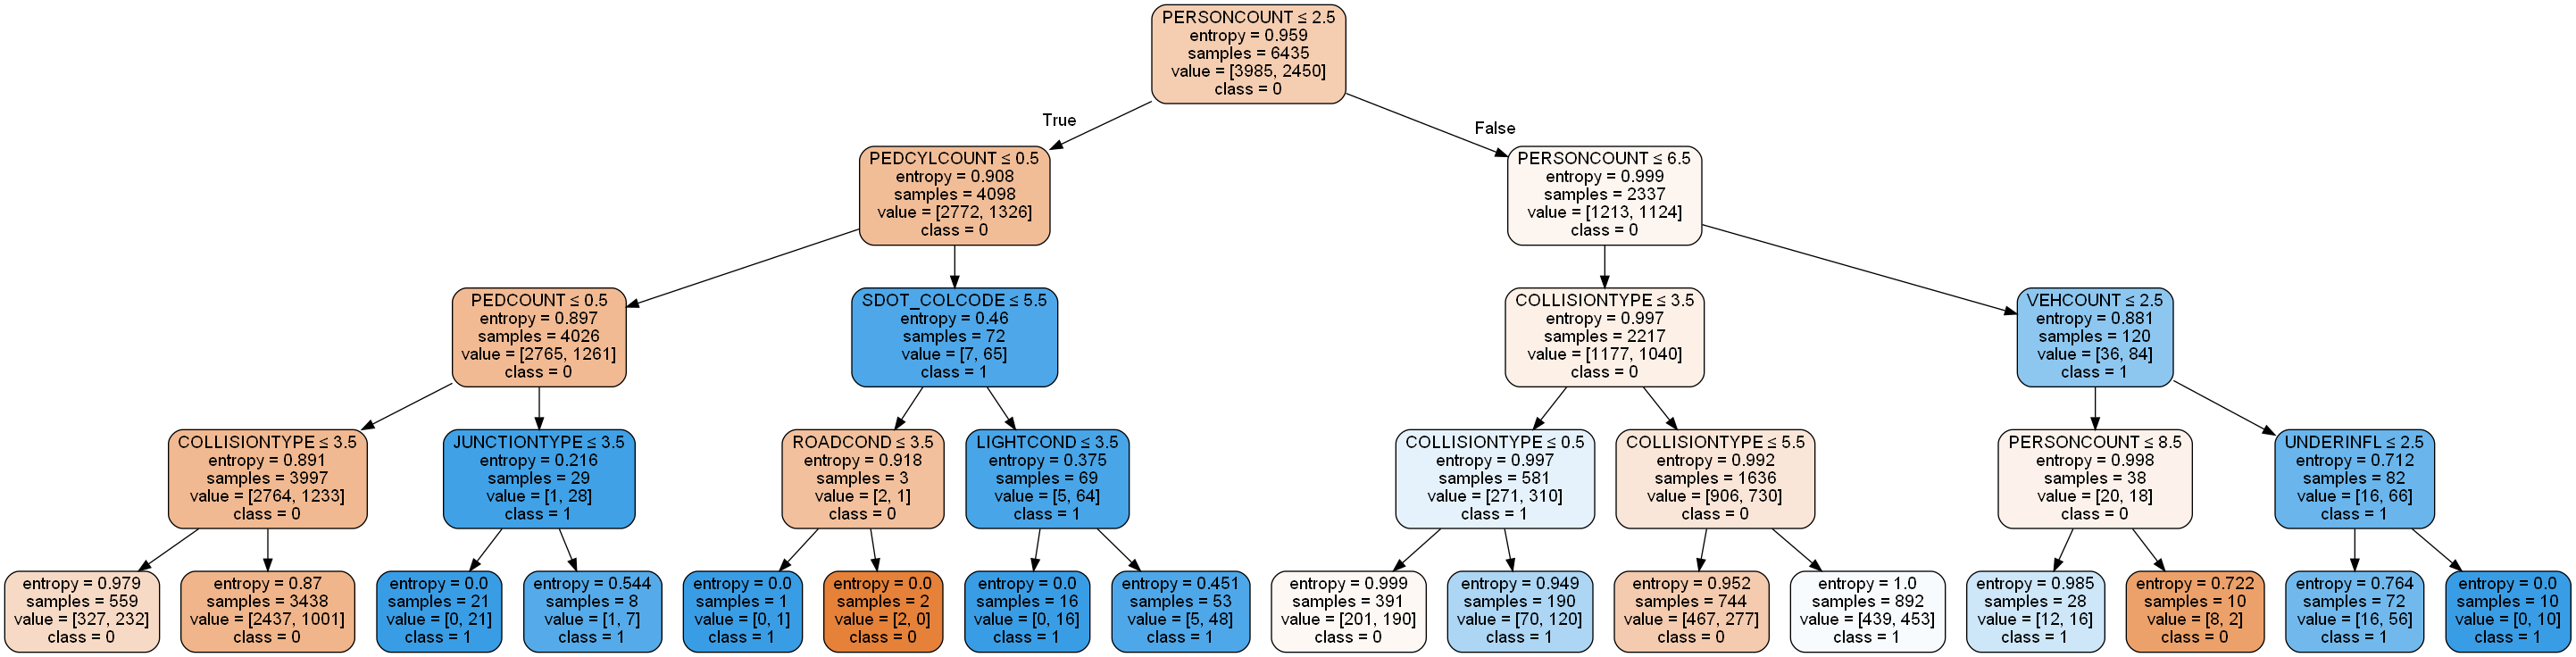 PERSONCOUNT ≤ 2.5
entropy = 0.959
samples = 6435
value = [3985, 2450]
class = 0
True
False
PEDCYLCOUNT ≤ 0.5
entropy = 0.908
samples = 4098
value = [2772, 1326]
class = 0
PERSONCOUNT ≤ 6.5
entropy = 0.999
samples = 2337
value = [1213, 1124]
class = 0
PEDCOUNT ≤ 0.5
entropy = 0.897
samples = 4026
value = [2765, 1261]
class = 0
SDOT_COLCODE ≤ 5.5
entropy = 0.46
samples = 72
value = [7, 65]
class = 1
COLLISIONTYPE ≤ 3.5
entropy = 0.997
samples = 2217
value = [1177, 1040]
class = 0
VEHCOUNT ≤ 2.5
entropy = 0.881
samples = 120
value = [36, 84]
class = 1
COLLISIONTYPE ≤ 3.5
entropy = 0.891
samples = 3997
value = [2764, 1233]
class = 0
JUNCTIONTYPE ≤ 3.5
entropy = 0.216
samples = 29
value = [1, 28]
class = 1
ROADCOND ≤ 3.5
entropy = 0.918
samples = 3
value = [2, 1]
class = 0
LIGHTCOND ≤ 3.5
entropy = 0.375
samples = 69
value = [5, 64]
class = 1
COLLISIONTYPE ≤ 0.5
entropy = 0.997
samples = 581
value = [271, 310]
class = 1
COLLISIONTYPE ≤ 5.5
entropy = 0.992
samples = 1636
value = [906, 730]
class = 0
PERSONCOUNT ≤ 8.5
entropy = 0.998
samples = 38
value = [20, 18]
class = 0
UNDERINFL ≤ 2.5
entropy = 0.712
samples = 82
value = [16, 66]
class = 1
entropy = 0.979
samples = 559
value = [327, 232]
class = 0
entropy = 0.87
samples = 3438
value = [2437, 1001]
class = 0
entropy = 0.0
samples = 21
value = [0, 21]
class = 1
entropy = 0.544
samples = 8
value = [1, 7]
class = 1
entropy = 0.0
samples = 1
value = [0, 1]
class = 1
entropy = 0.0
samples = 2
value = [2, 0]
class = 0
entropy = 0.0
samples = 16
value = [0, 16]
class = 1
entropy = 0.451
samples = 53
value = [5, 48]
class = 1
entropy = 0.999
samples = 391
value = [201, 190]
class = 0
entropy = 0.949
samples = 190
value = [70, 120]
class = 1
entropy = 0.952
samples = 744
value = [467, 277]
class = 0
entropy = 1.0
samples = 892
value = [439, 453]
class = 1
entropy = 0.985
samples = 28
value = [12, 16]
class = 1
entropy = 0.722
samples = 10
value = [8, 2]
class = 0
entropy = 0.764
samples = 72
value = [16, 56]
class = 1
entropy = 0.0
samples = 10
value = [0, 10]
class = 1